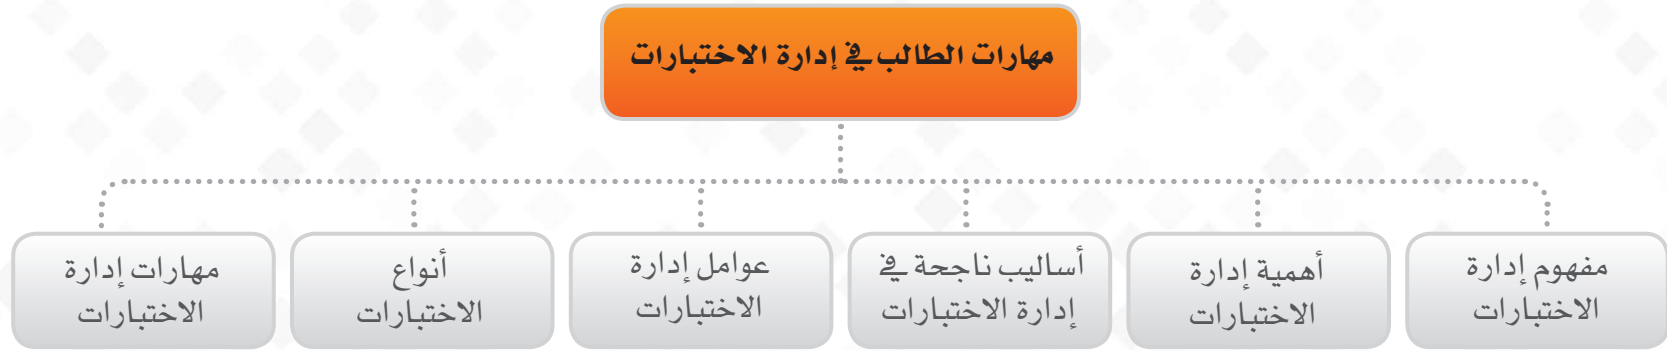 مهارات الطالب في إدارة الاختبارات
مفهوم إدارة
الاختبارات
أهمية إدارة
الاختبارات
أساليب ناجحة في
إدارة الاختبارات
عوامل إدارة
الاختبارات
أنواع
الاختبارات
مهارات إدارة
الاختبارات